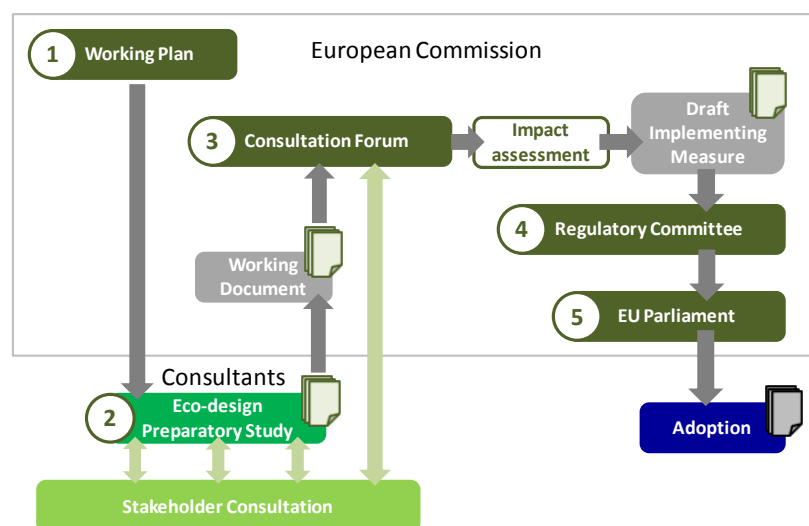 European Commission
1
Working Plan
3
Consultation Forum
Impact
assessment
Draft
Implementing
Measure
4
Regulatory Committee
Working
Document
5
EU Parliament
Consultants
2
Eco-design
Preparatory Study
Adoption
Stakeholder Consultation